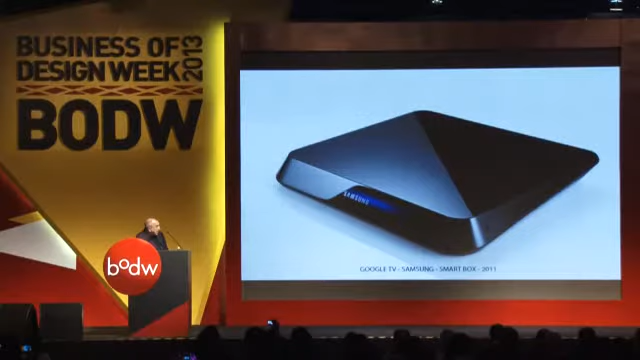 BUSINESS OF
DESIGN WEEK
2013
BODW
bodw
SAMSUNG
GOOGLE TV - SAMSUNG - SMART BOX - 2011